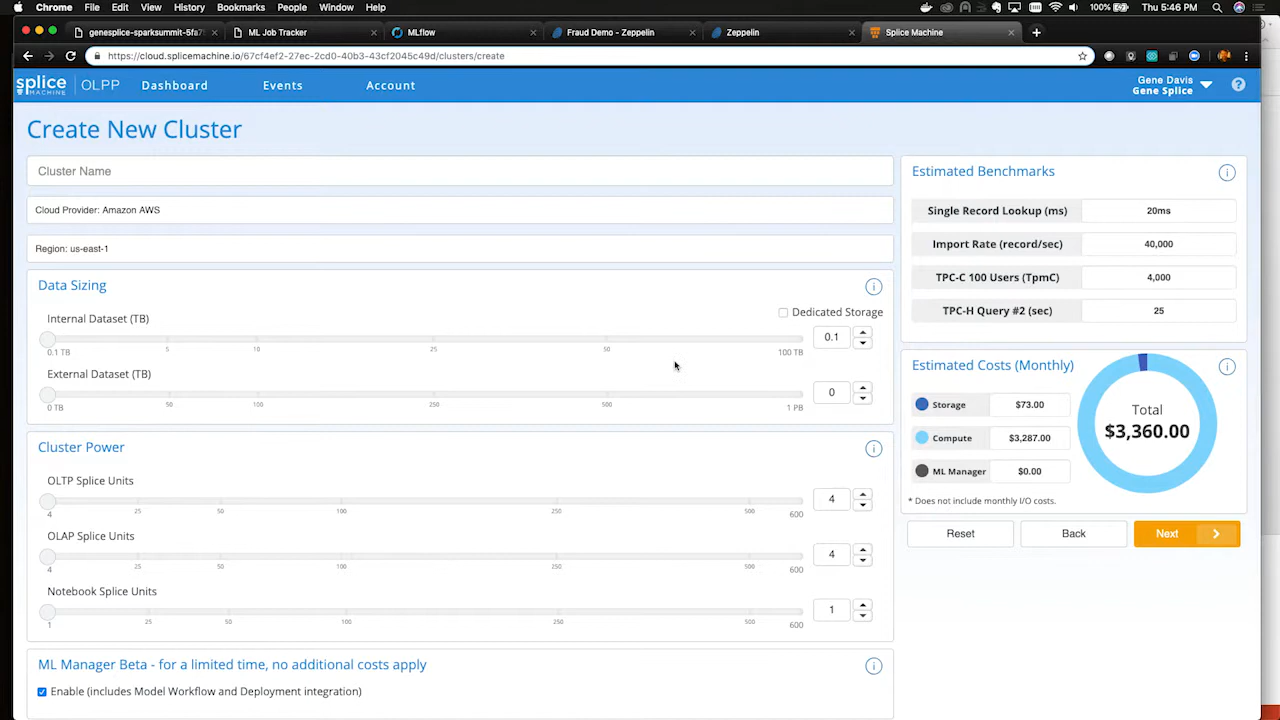 Chrome File Edit View History Bookmarks People Window Help 100% Thu 5:46 PM
genesplice-sparksummit-5fa7 ML Job Tracker MLflow Fraud Demo - Zeppelin Zeppelin Splice Machine
https://cloud.splicemachine.io/67cf4ef2-27ec-2cd0-40b3-43cf2045c49d/clusters/create
splice MACHINE OLPP Dashboard Events Account
Gene Davis
Gene Splice
Create New Cluster
Cluster Name
Cloud Provider: Amazon AWS
Region: us-east-1
Data Sizing
Dedicated Storage
Internal Dataset (TB)
0.1
0.1 TB 5 10 25 50 100 TB
External Dataset (TB)
0
0 TB 50 100 250 500 1 PB
Cluster Power
OLTP Splice Units
4
4 25 50 100 250 500 600
OLAP Splice Units
4
4 25 50 100 250 500 600
Notebook Splice Units
1
1 25 50 100 250 500 600
ML Manager Beta - for a limited time, no additional costs apply
Enable (includes Model Workflow and Deployment integration)
Estimated Benchmarks
Single Record Lookup (ms) 20ms
Import Rate (record/sec) 40,000
TPC-C 100 Users (TpmC) 4,000
TPC-H Query #2 (sec) 25
Estimated Costs (Monthly)
Storage $73.00
Compute $3,287.00
ML Manager $0.00
Total
$3,360.00
* Does not include monthly I/O costs.
Reset Back Next